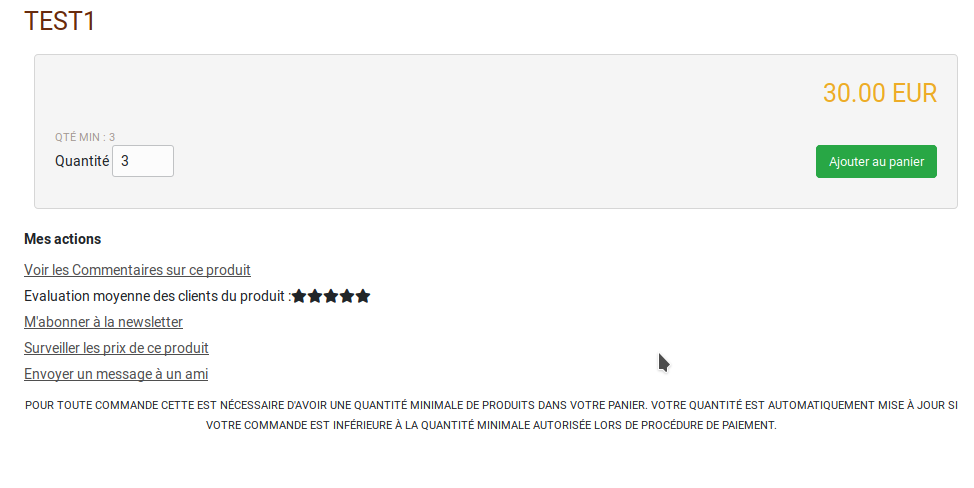 TEST1
30.00 EUR
QTÉ MIN : 3
Quantité 3
Ajouter au panier
Mes actions
Voir les Commentaires sur ce produit
Evaluation moyenne des clients du produit :★★★★★
M'abonner à la newsletter
Surveiller les prix de ce produit
Envoyer un message à un ami
POUR TOUTE COMMANDE CETTE EST NÉCESSAIRE D'AVOIR UNE QUANTITÉ MINIMALE DE PRODUITS DANS VOTRE PANIER. VOTRE QUANTITÉ EST AUTOMATIQUEMENT MISE À JOUR SI
VOTRE COMMANDE EST INFÉRIEURE À LA QUANTITÉ MINIMALE AUTORISÉE LORS DE PROCÉDURE DE PAIEMENT.